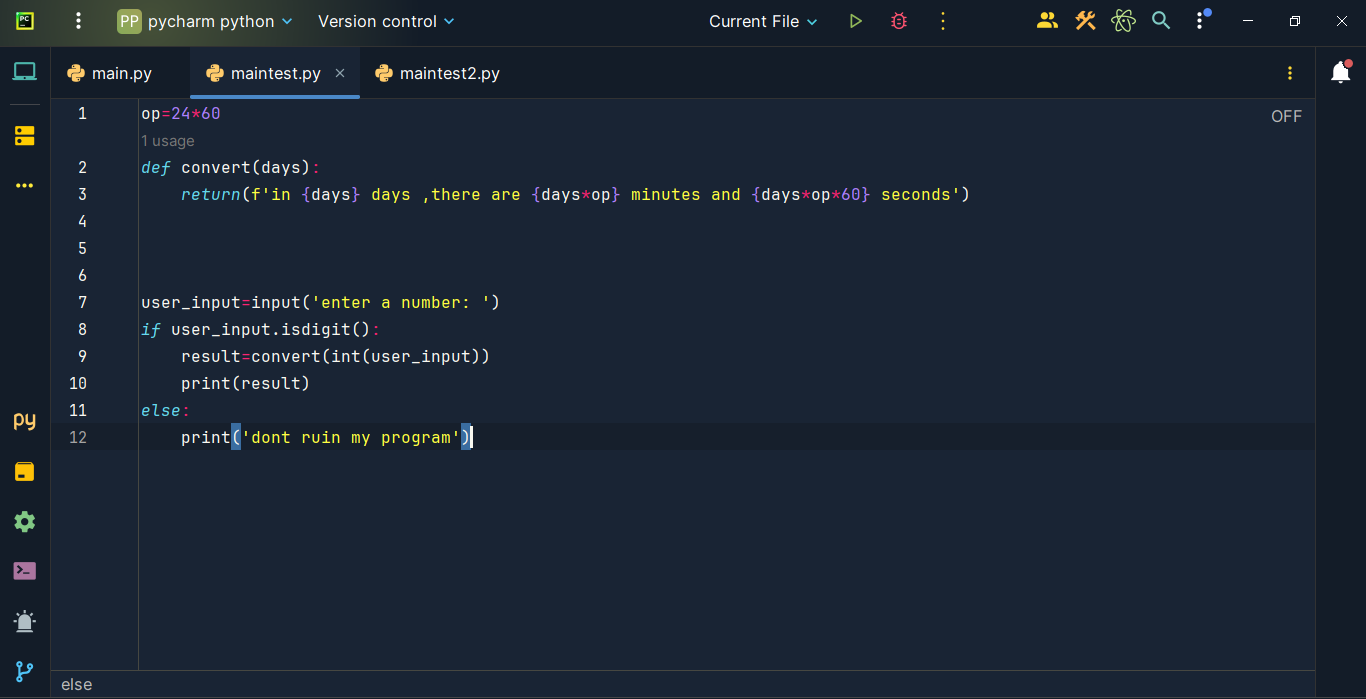 PC
PP pycharm python
Version control
Current File
main.py
maintest.py
maintest2.py
OFF
1 op=24*60
1 usage
2 def convert(days):
3     return(f'in {days} days ,there are {days*op} minutes and {days*op*60} seconds')
4
5
6
7 user_input=input('enter a number: ')
8 if user_input.isdigit():
9     result=convert(int(user_input))
10     print(result)
11 else:
12     print('dont ruin my program')
py
else